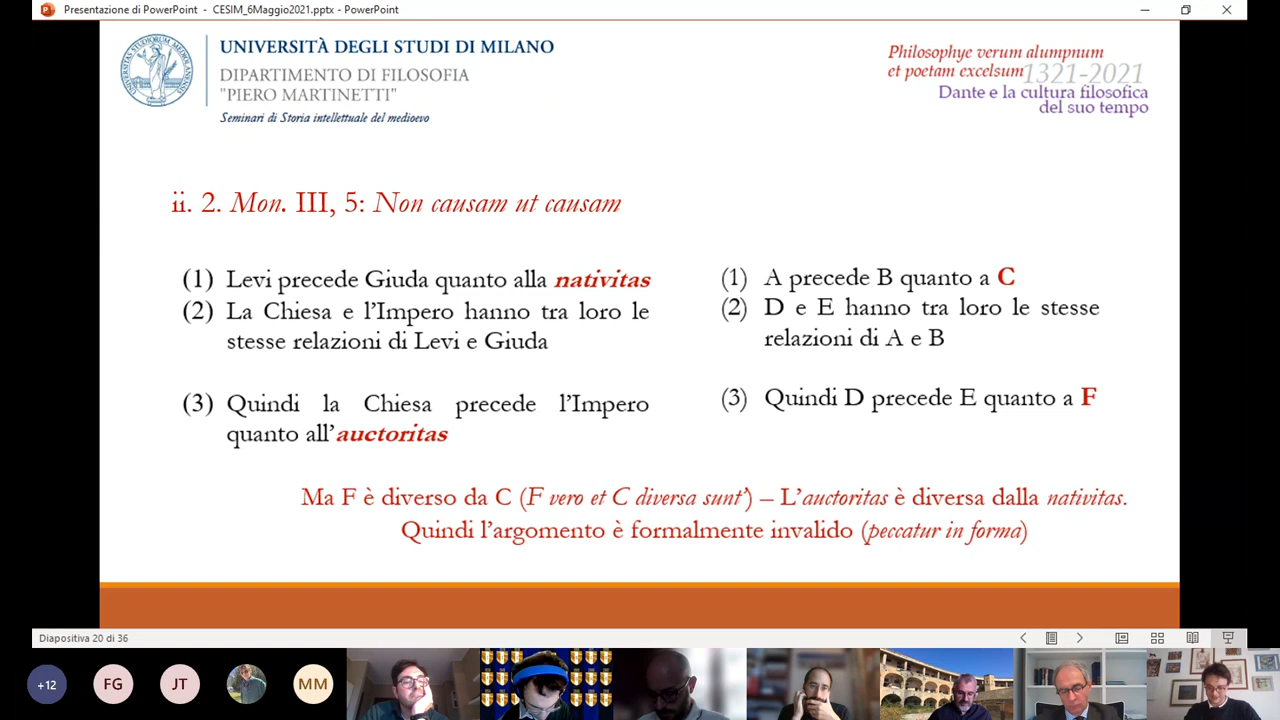 Presentazione di PowerPoint - CESIM_6Maggio2021.pptx - PowerPoint
UNIVERSITÀ DEGLI STUDI DI MILANO
DIPARTIMENTO DI FILOSOFIA
"PIERO MARTINETTI"
Seminari di Storia intellettuale del medioevo
Philosophye verum alumpnum
et poetam excelsum 1321-2021
Dante e la cultura filosofica
del suo tempo
ii. 2. Mon. III, 5: Non causam ut causam
(1) Levi precede Giuda quanto alla nativitas
(2) La Chiesa e l'Impero hanno tra loro le
stesse relazioni di Levi e Giuda
(3) Quindi la Chiesa precede l'Impero
quanto all'auctoritas
(1) A precede B quanto a C
(2) D e E hanno tra loro le stesse
relazioni di A e B
(3) Quindi D precede E quanto a F
Ma F è diverso da C (F vero et C diversa sunt') – L'auctoritas è diversa dalla nativitas.
Quindi l'argomento è formalmente invalido (peccatur in forma)
Diapositiva 20 di 36
+12
FG
JT
MM